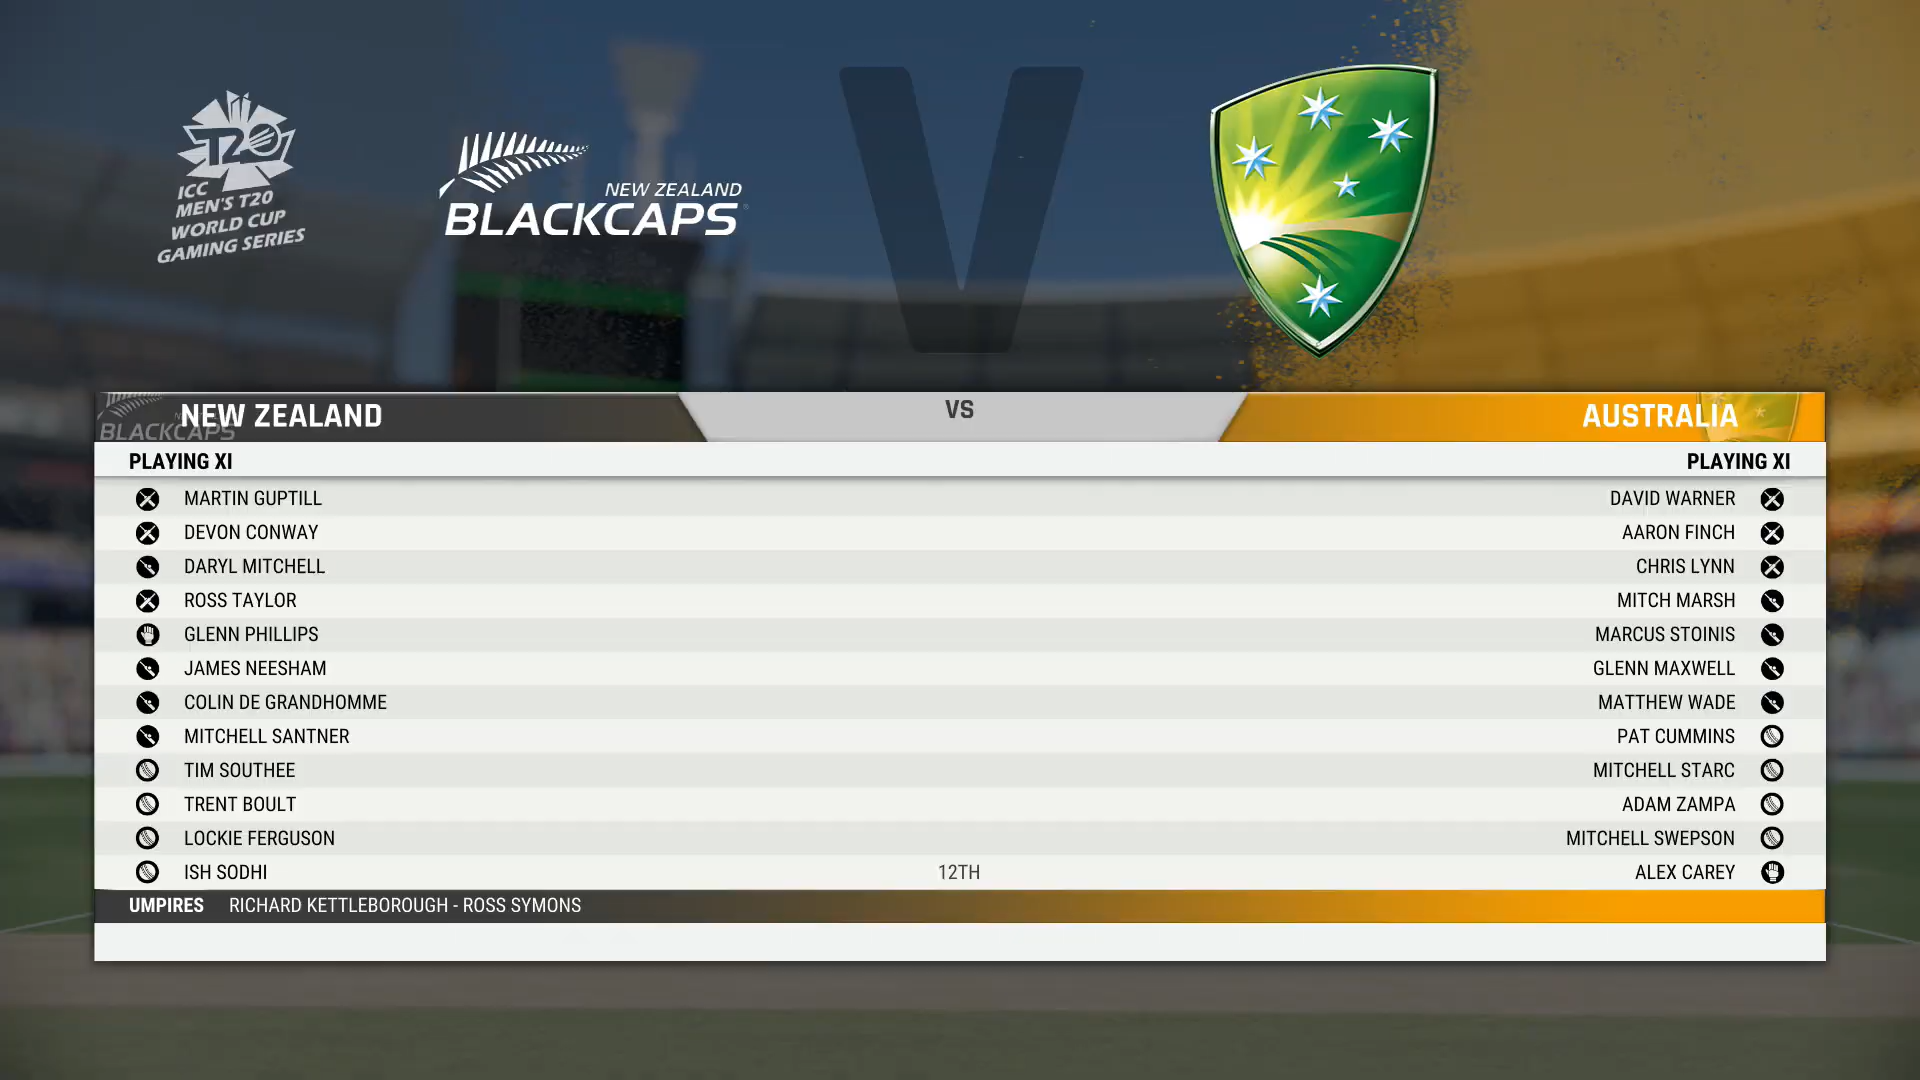 V
T20
ICC
MEN'S T20
WORLD CUP
GAMING SERIES
NEW ZEALAND
BLACKCAPS
NEW ZEALAND
BLACKCAPS
VS
AUSTRALIA
PLAYING XI
PLAYING XI
MARTIN GUPTILL
DAVID WARNER
DEVON CONWAY
AARON FINCH
DARYL MITCHELL
CHRIS LYNN
ROSS TAYLOR
MITCH MARSH
GLENN PHILLIPS
MARCUS STOINIS
JAMES NEESHAM
GLENN MAXWELL
COLIN DE GRANDHOMME
MATTHEW WADE
MITCHELL SANTNER
PAT CUMMINS
TIM SOUTHEE
MITCHELL STARC
TRENT BOULT
ADAM ZAMPA
LOCKIE FERGUSON
MITCHELL SWEPSON
ISH SODHI
12TH
ALEX CAREY
UMPIRES RICHARD KETTLEBOROUGH - ROSS SYMONS